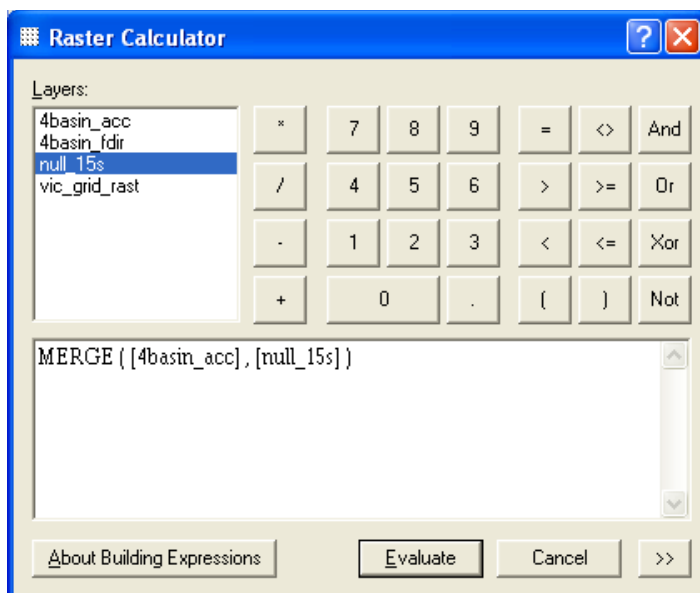 Raster Calculator ?
Layers:
4basin_acc
4basin_fdir
null_15s
vic_grid_rast
* 7 8 9 = <> And
/ 4 5 6 > >= Or
- 1 2 3 < <= Xor
+ 0 . ( ) Not
MERGE ( [4basin_acc] , [null_15s] )
About Building Expressions Evaluate Cancel >>